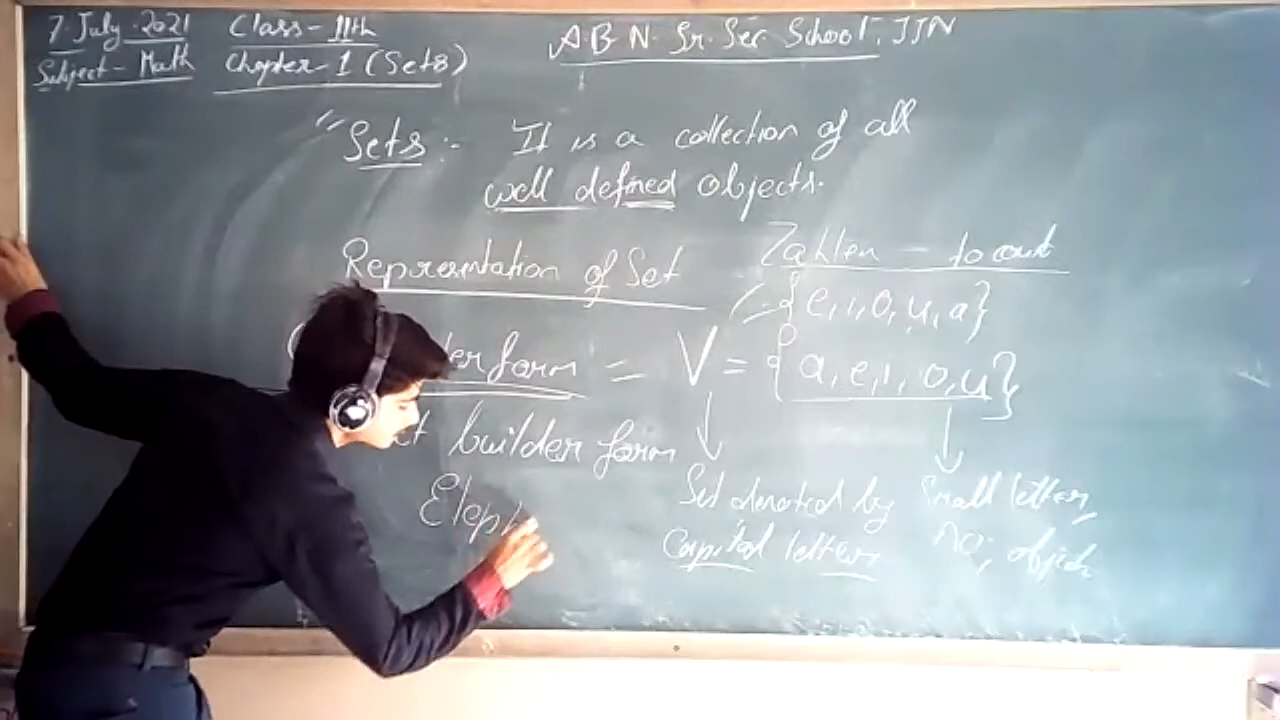 7 July 2021 Class-11th A.B.N. Sr. Sec School, JJN
Subject- Math Chapter-1 (Sets)
"Sets:- It is a collection of all
well defined objects.
Representation of Set
Zahlen - to count
{e, i, o, u, a}
form = V = {a, e, i, o, u}
builder form
Set denoted by
Capital letters
Small letters,
no; objects
Eleph